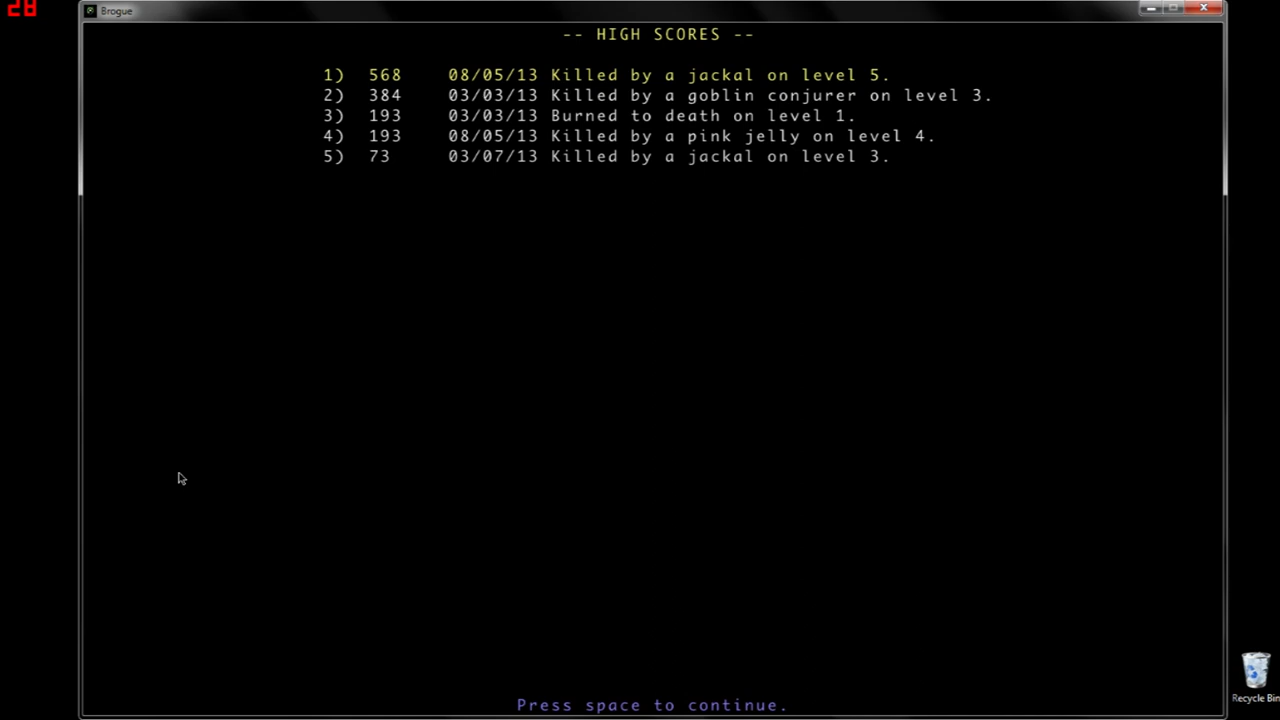 28
Brogue
-- HIGH SCORES --
1) 568 08/05/13 Killed by a jackal on level 5.
2) 384 03/03/13 Killed by a goblin conjurer on level 3.
3) 193 03/03/13 Burned to death on level 1.
4) 193 08/05/13 Killed by a pink jelly on level 4.
5) 73 03/07/13 Killed by a jackal on level 3.
Recycle Bin
Press space to continue.